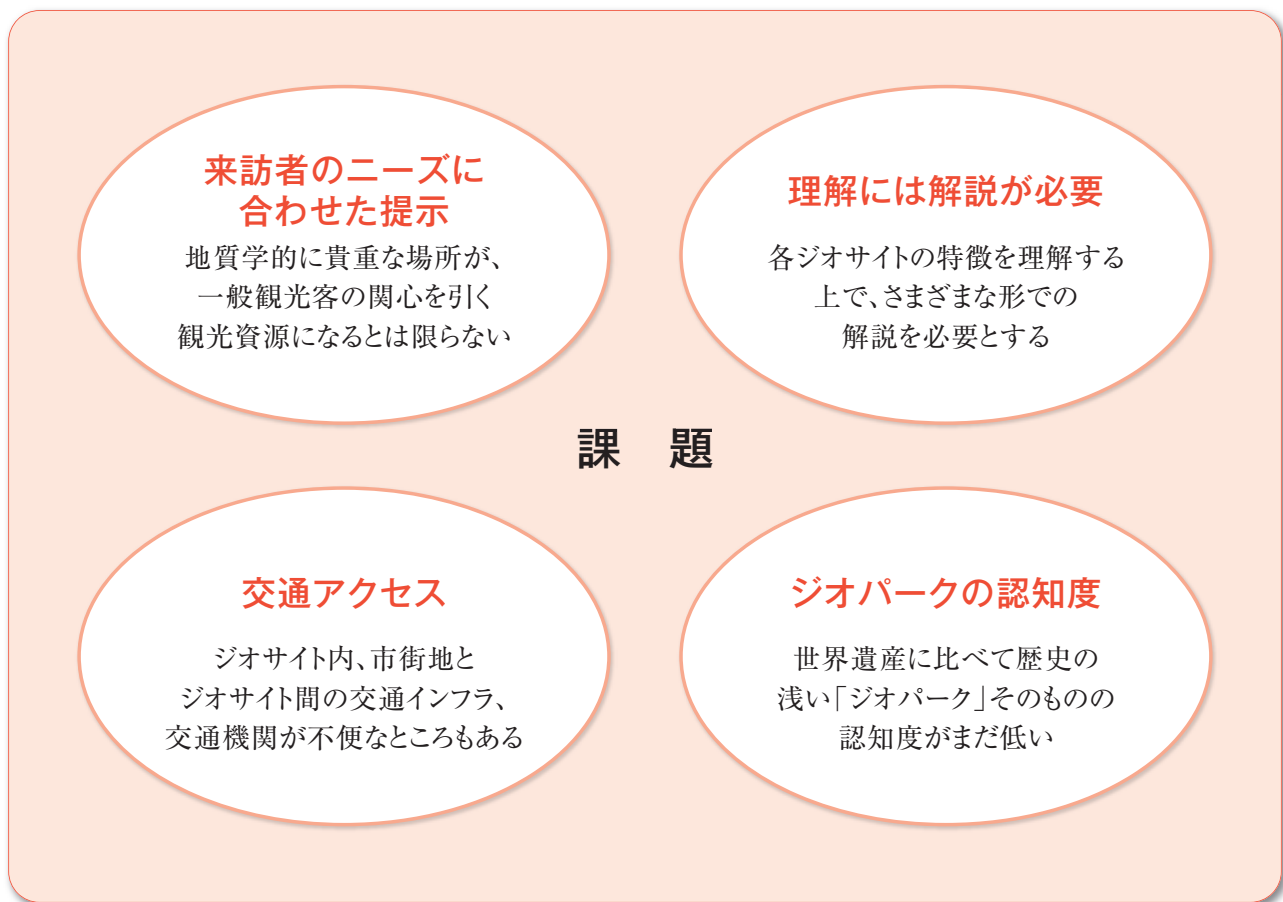 来訪者のニーズに
合わせた提示
地質学的に貴重な場所が、
一般観光客の関心を引く
観光資源になるとは限らない
理解には解説が必要
各ジオサイトの特徴を理解する
上で、さまざまな形での
解説を必要とする
課　題
交通アクセス
ジオサイト内、市街地と
ジオサイト間の交通インフラ、
交通機関が不便なところもある
ジオパークの認知度
世界遺産に比べて歴史の
浅い「ジオパーク」そのものの
認知度がまだ低い